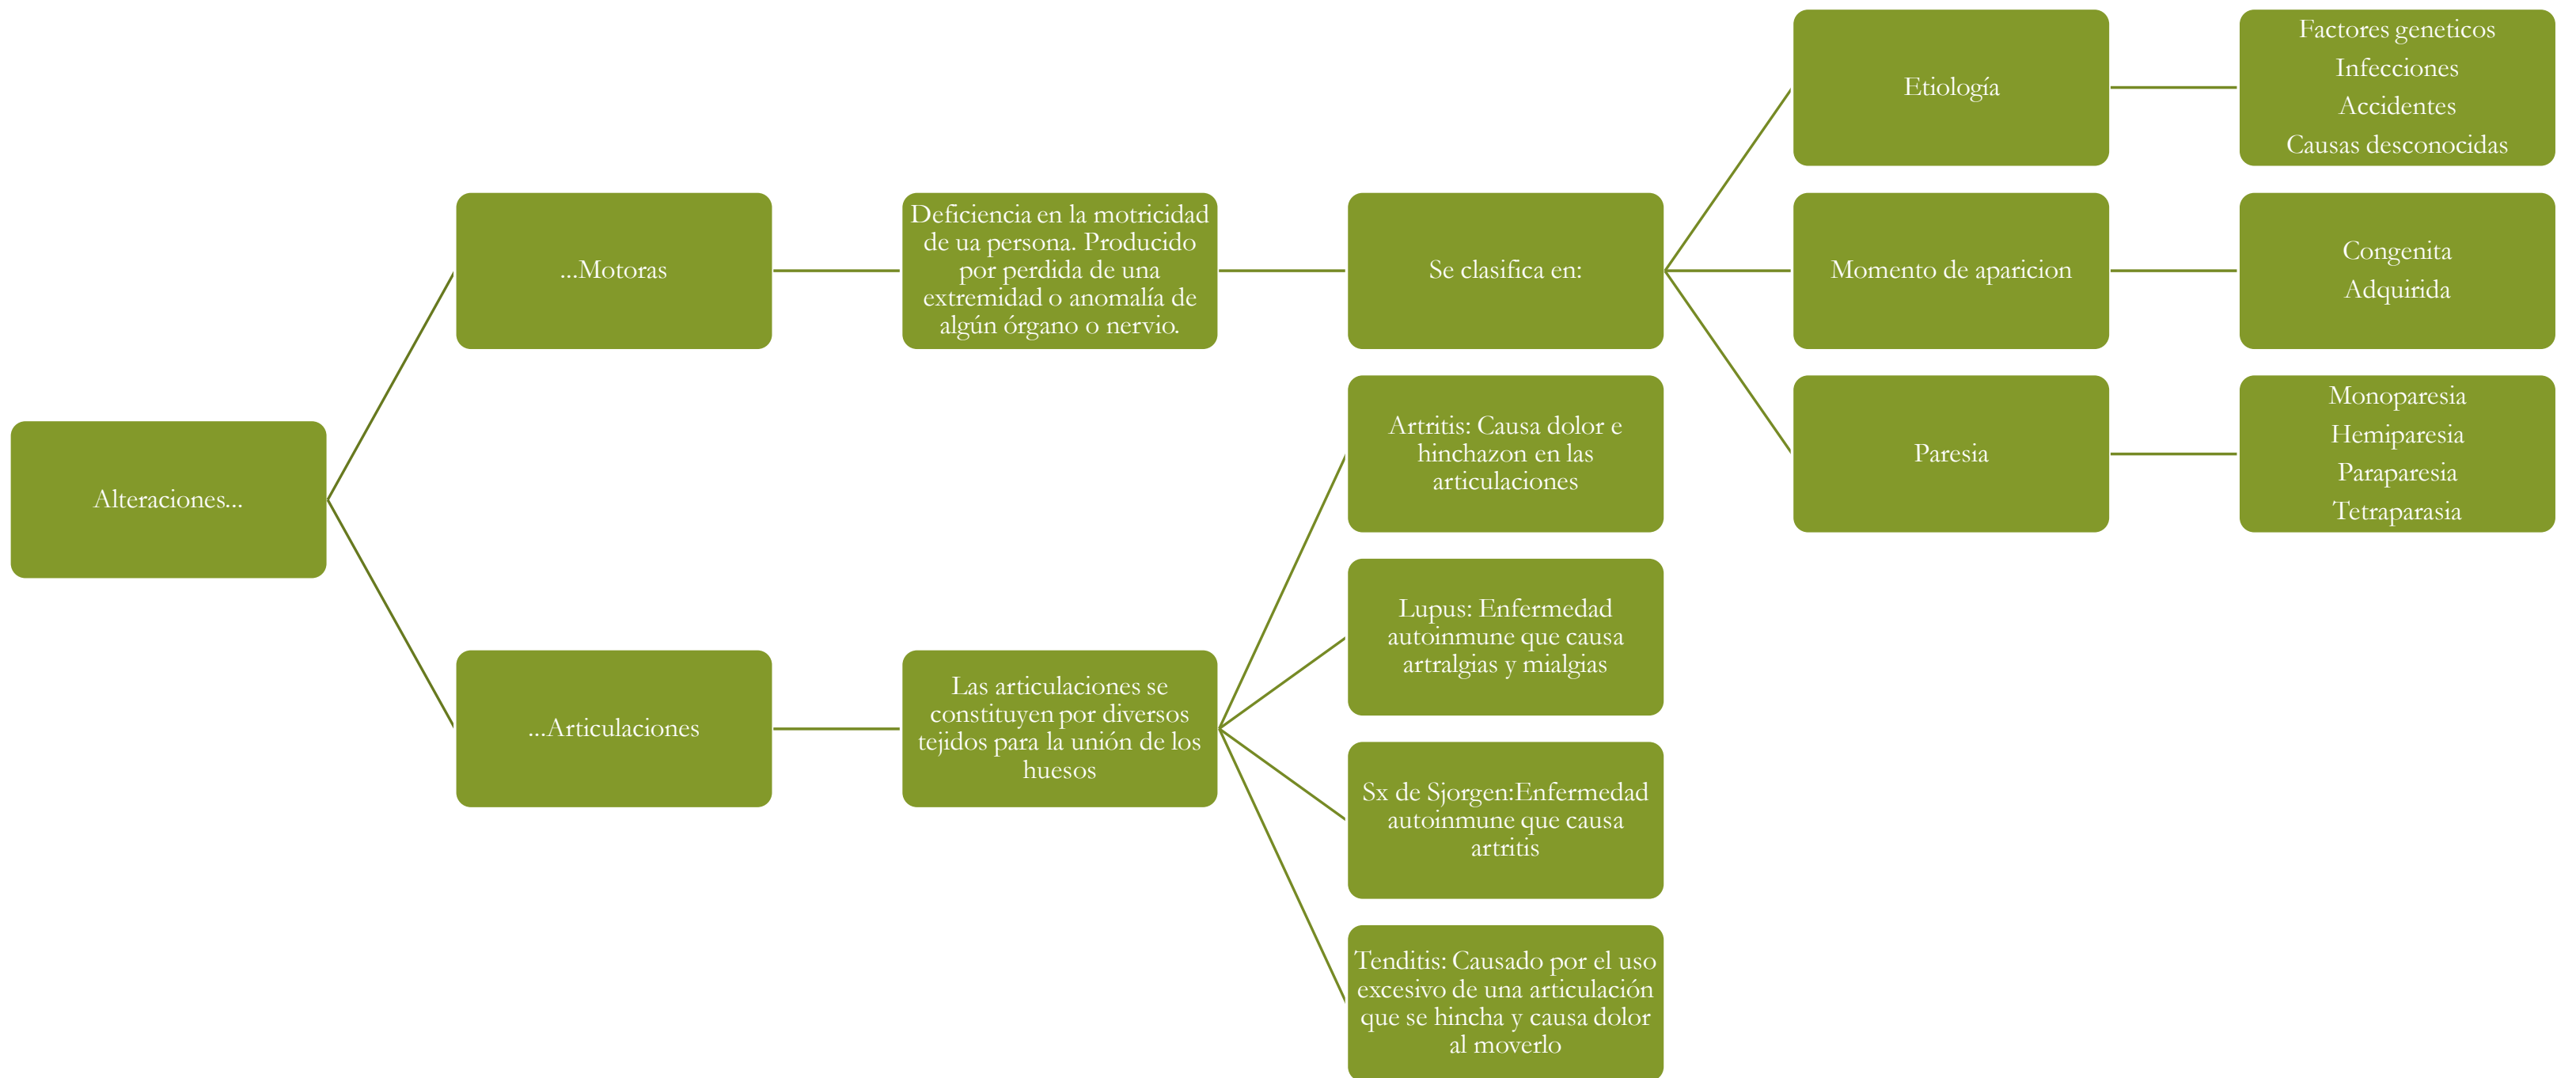 Alteraciones...
...Motoras
Deficiencia en la motricidad
de ua persona. Producido
por perdida de una
extremidad o anomalía de
algún órgano o nervio.
Se clasifica en:
Etiología
Factores geneticos
Infecciones
Accidentes
Causas desconocidas
Momento de aparicion
Congenita
Adquirida
Paresia
Monoparesia
Hemiparesia
Paraparesia
Tetraparasia
...Articulaciones
Las articulaciones se
constituyen por diversos
tejidos para la unión de los
huesos
Artritis: Causa dolor e
hinchazon en las
articulaciones
Lupus: Enfermedad
autoinmune que causa
artralgias y mialgias
Sx de Sjorgen:Enfermedad
autoinmune que causa
artritis
Tenditis: Causado por el uso
excesivo de una articulación
que se hincha y causa dolor
al moverlo